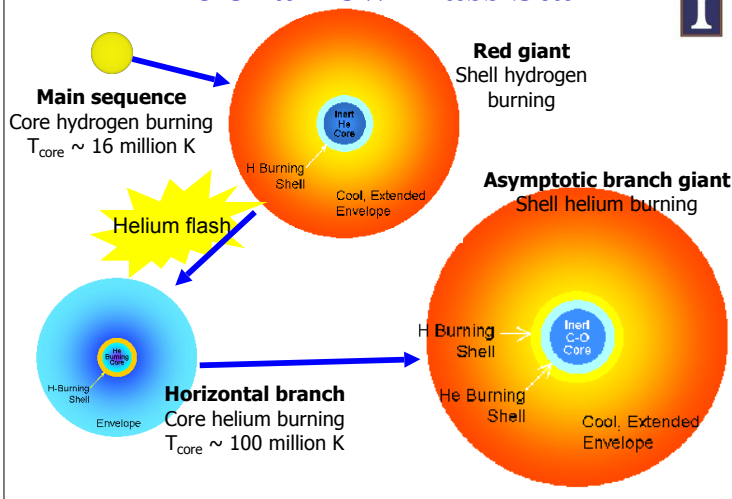 Red giant
Shell hydrogen
burning
Main sequence
Core hydrogen burning
Tcore ~ 16 million K
Inert
He
Core
H Burning
Shell
Cool, Extended
Envelope
Asymptotic branch giant
Shell helium burning
Helium flash
He
Burning
Core
H-Burning
Shell
Envelope
Horizontal branch
Core helium burning
Tcore ~ 100 million K
H Burning
Shell
Inert
C-O
Core
He Burning
Shell
Cool, Extended
Envelope